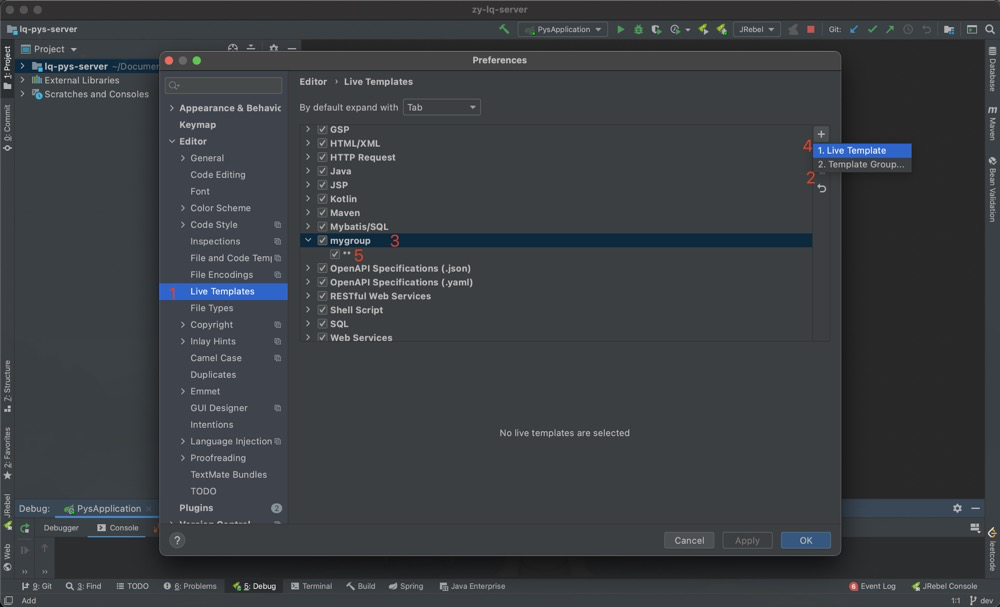 zy-lq-server
lq-pys-server
PysApplication
JRebel
Git:
1: Project
0: Commit
7: Structure
2: Favorites
JRebel
Web
Project
lq-pys-server ~/Documen
External Libraries
Scratches and Consoles
Preferences
Appearance & Behavio
Keymap
Editor
General
Code Editing
Font
Color Scheme
Code Style
Inspections
File and Code Temp
File Encodings
1 Live Templates
File Types
Copyright
Inlay Hints
Camel Case
Duplicates
Emmet
GUI Designer
Intentions
Language Injection
Proofreading
TextMate Bundles
TODO
Plugins 2
Version Control
Editor › Live Templates
By default expand with Tab
GSP
HTML/XML
HTTP Request
Java
JSP
Kotlin
Maven
Mybatis/SQL
mygroup 3
** 5
OpenAPI Specifications (.json)
OpenAPI Specifications (.yaml)
RESTful Web Services
Shell Script
SQL
Web Services
4 1. Live Template
2 2. Template Group...
No live templates are selected
? Cancel Apply OK
Database
m Maven
Bean Validation
leetcode
Debug: PysApplication
Debugger Console
9: Git 3: Find TODO 6: Problems 5: Debug Terminal Build Spring Java Enterprise 6 Event Log JRebel Console
Add 1:1 dev